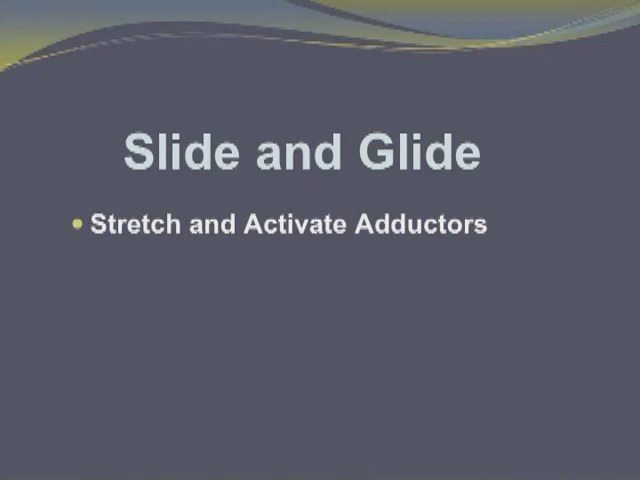 Slide and Glide
• Stretch and Activate Adductors